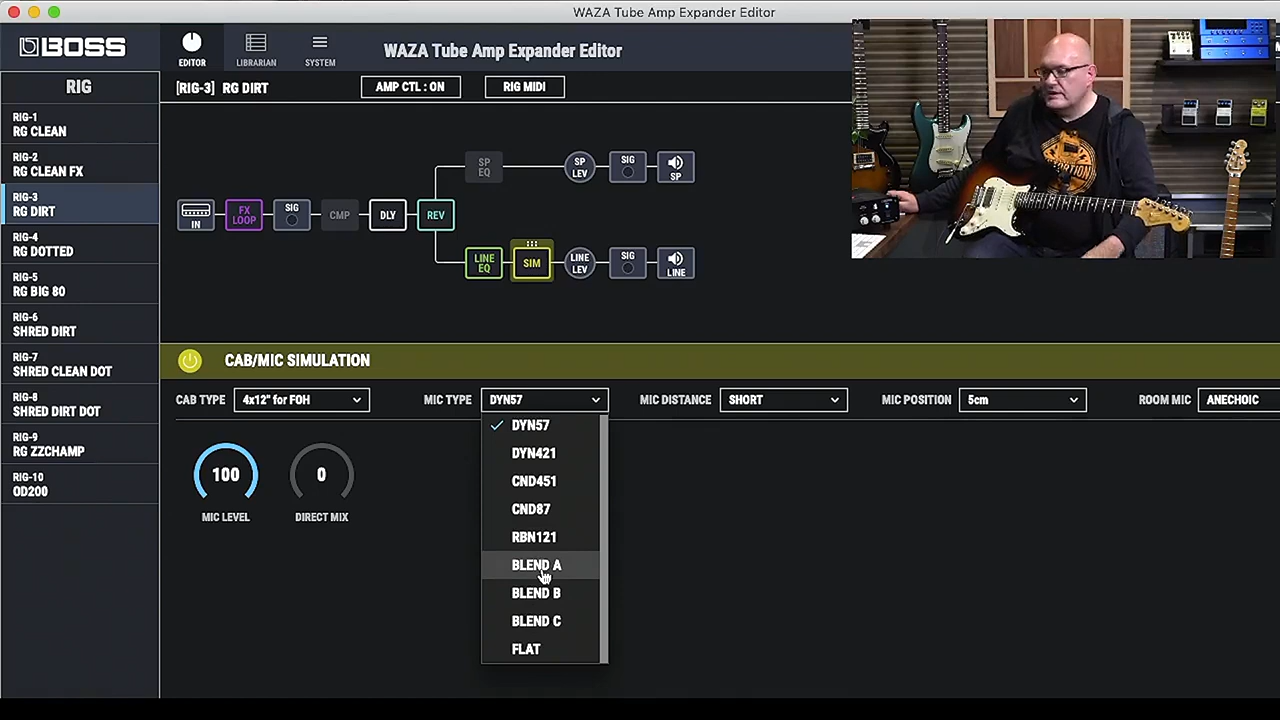 WAZA Tube Amp Expander Editor
BOSS
EDITOR
LIBRARIAN
SYSTEM
WAZA Tube Amp Expander Editor
RIG
[RIG-3] RG DIRT
AMP CTL : ON
RIG MIDI
RIG-1
RG CLEAN
RIG-2
RG CLEAN FX
RIG-3
RG DIRT
RIG-4
RG DOTTED
RIG-5
RG BIG 80
RIG-6
SHRED DIRT
RIG-7
SHRED CLEAN DOT
RIG-8
SHRED DIRT DOT
RIG-9
RG ZZCHAMP
RIG-10
OD200
SP
EQ
SP
LEV
SIG
SP
IN
FX
LOOP
SIG
CMP
DLY
REV
LINE
EQ
SIM
LINE
LEV
SIG
LINE
CAB/MIC SIMULATION
CAB TYPE
4x12" for FOH
MIC TYPE
DYN57
MIC DISTANCE
SHORT
MIC POSITION
5cm
ROOM MIC
ANECHOIC
DYN57
DYN421
CND451
CND87
RBN121
BLEND A
BLEND B
BLEND C
FLAT
100
MIC LEVEL
0
DIRECT MIX